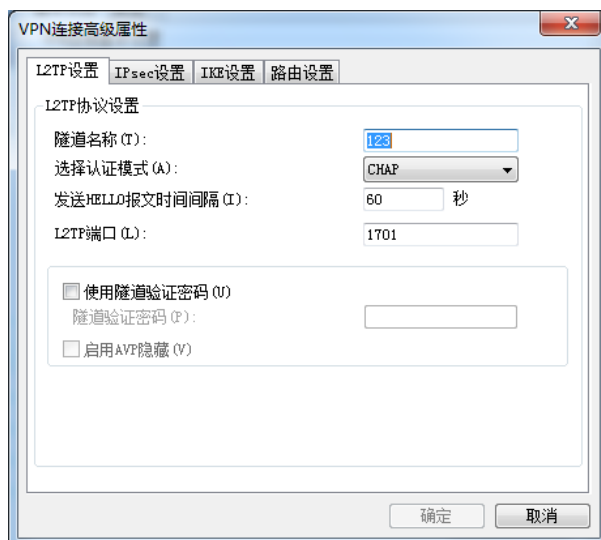 VPN连接高级属性
L2TP设置 IPsec设置 IKE设置 路由设置
L2TP协议设置
隧道名称(T): 123
选择认证模式(A): CHAP
发送HELLO报文时间间隔(I): 60 秒
L2TP端口(L): 1701
使用隧道验证密码(U)
隧道验证密码(P):
启用AVP隐藏(V)
确定 取消